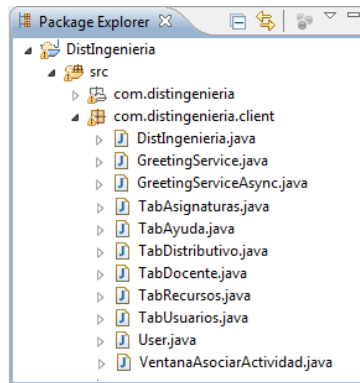 Package Explorer
DistIngenieria
src
com.distingenieria
com.distingenieria.client
DistIngenieria.java
GreetingService.java
GreetingServiceAsync.java
TabAsignaturas.java
TabAyuda.java
TabDistributivo.java
TabDocente.java
TabRecursos.java
TabUsuarios.java
User.java
VentanaAsociarActividad.java